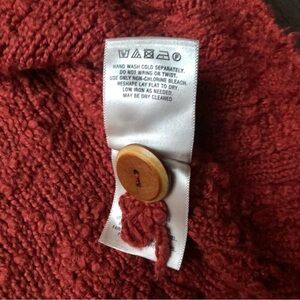 HAND WASH COLD SEPARATELY.
DO NOT WRING OR TWIST.
USE ONLY NON-CHLORINE BLEACH.
RESHAPE LAY FLAT TO DRY.
LOW IRON AS NEEDED.
MAY BE DRY CLEANED